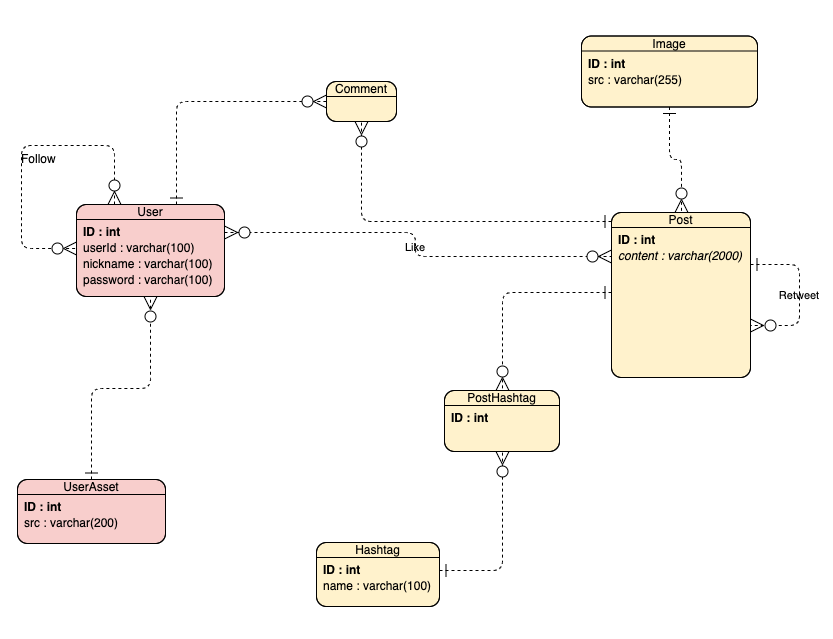 Image
ID : int
src : varchar(255)
Comment
Follow
User
ID : int
userId : varchar(100)
nickname : varchar(100)
password : varchar(100)
Like
Post
ID : int
content : varchar(2000)
Retweet
PostHashtag
ID : int
UserAsset
ID : int
src : varchar(200)
Hashtag
ID : int
name : varchar(100)